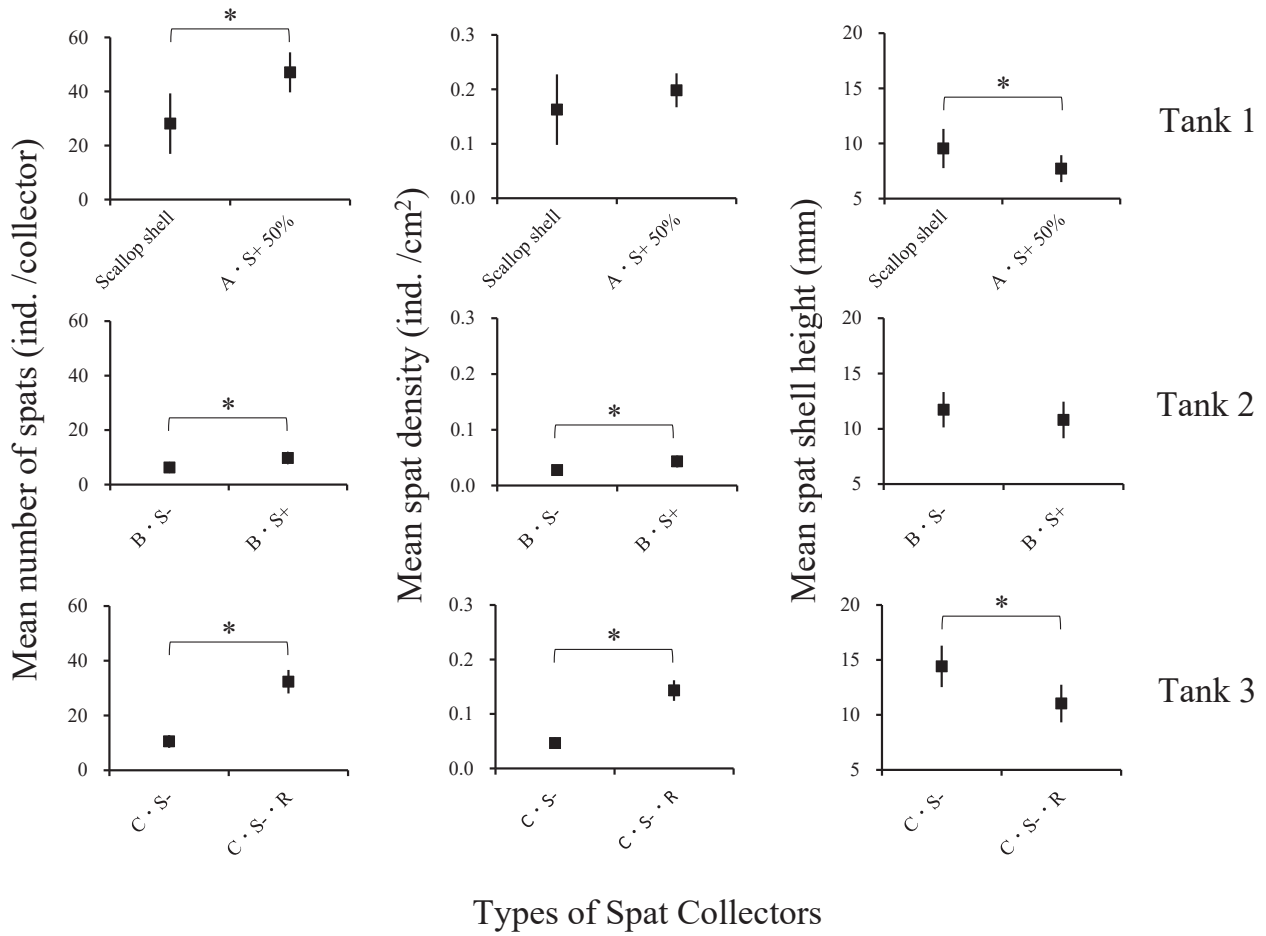 Mean number of spats (ind. /collector)
*
60
40
20
0
Scallop shell
A・S+ 50%
60
40
20
0
*
B・S-
B・S+
60
40
20
0
*
C・S-
C・S-・R
Mean spat density (ind. /cm²)
0.3
0.2
0.1
0.0
Scallop shell
A・S+ 50%
0.3
0.2
0.1
0.0
*
B・S-
B・S+
0.3
0.2
0.1
0.0
*
C・S-
C・S-・R
Mean spat shell height (mm)
20
15
10
5
*
Scallop shell
A・S+ 50%
20
15
10
5
B・S-
B・S+
20
15
10
5
*
C・S-
C・S-・R
Tank 1
Tank 2
Tank 3
Types of Spat Collectors